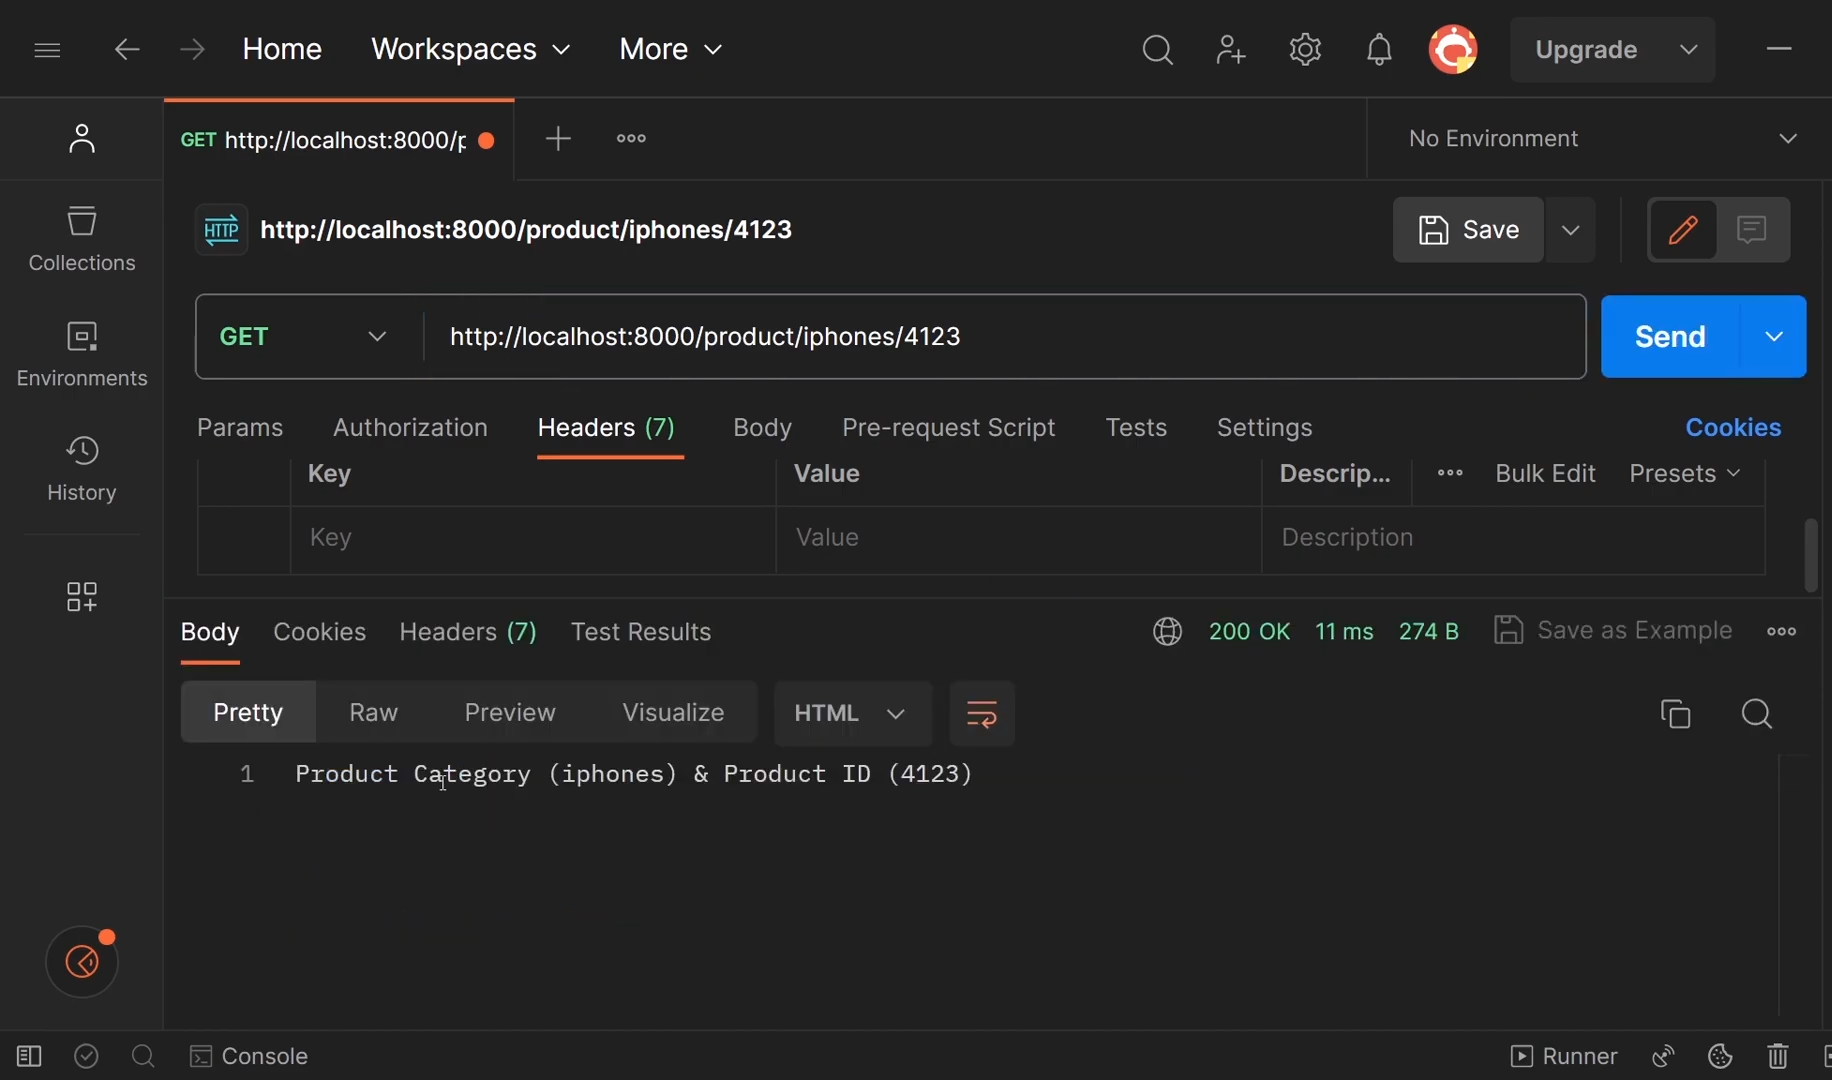 Home Workspaces More Upgrade
GET http://localhost:8000/p No Environment
HTTP http://localhost:8000/product/iphones/4123 Save
Collections
GET http://localhost:8000/product/iphones/4123 Send
Environments
Params Authorization Headers (7) Body Pre-request Script Tests Settings Cookies
Key Value Descrip... Bulk Edit Presets
History
Key Value Description
Body Cookies Headers (7) Test Results 200 OK 11 ms 274 B Save as Example
Pretty Raw Preview Visualize HTML
1 Product Category (iphones) & Product ID (4123)
Console Runner